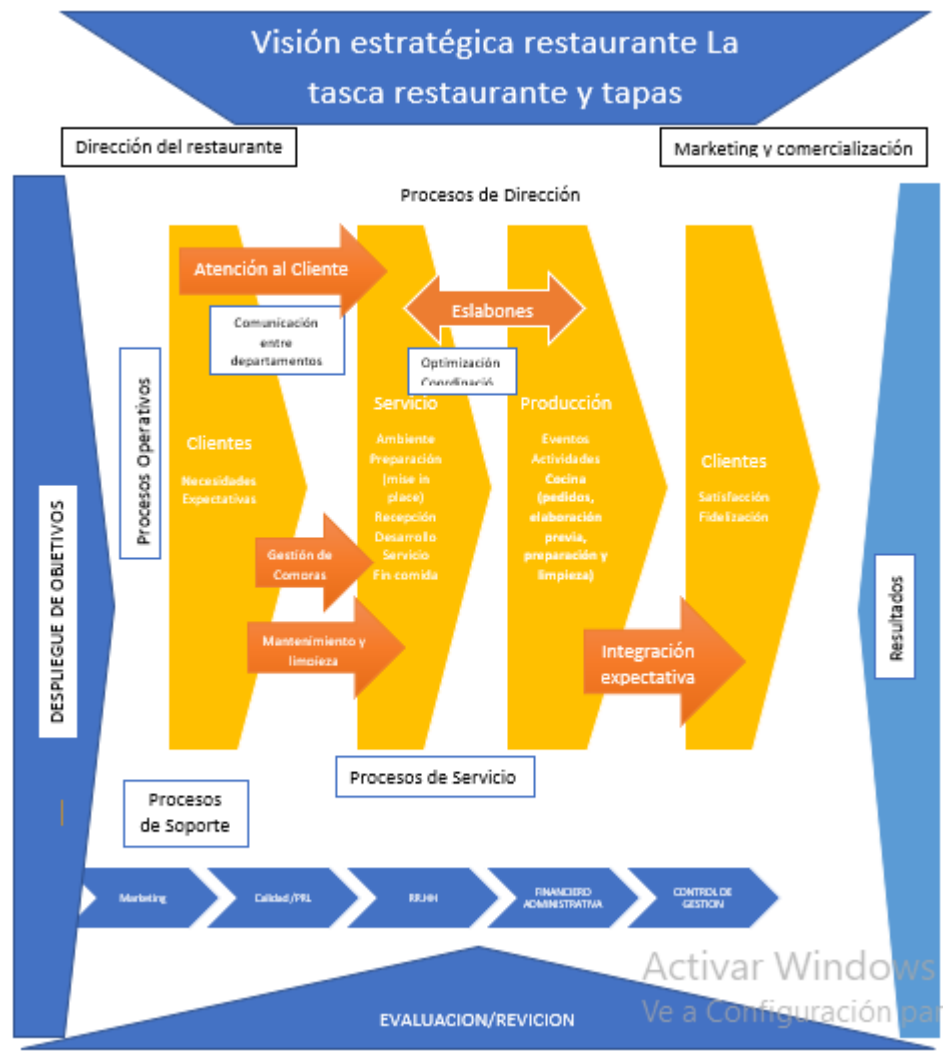 Visión estratégica restaurante La
tasca restaurante y tapas
Dirección del restaurante
Marketing y comercialización
Procesos de Dirección
Atención al Cliente
Comunicación
entre
departamentos
Eslabones
Optimización
Coordinació
Procesos Operativos
Clientes
Necesidades
Expectativas
Servicio
Ambiente
Preparación
(mise in
place)
Recepción
Desarrollo
Servicio
Fin comida
Producción
Eventos
Actividades
Cocina
(pedidos,
elaboración
previa,
preparación y
limpieza)
Clientes
Satisfacción
Fidelización
Gestión de
Comoras
Mantenimiento y
limpieza
Integración
expectativa
DESPLIEGUE DE OBJETIVOS
Resultados
Procesos de Servicio
Procesos
de Soporte
Marketing
Calidad/PRL
RR.HH
FINANCIERO
ADMINISTRATIVA
CONTROL DE
GESTION
EVALUACION/REVICION
Activar Windows
Ve a Configuración par